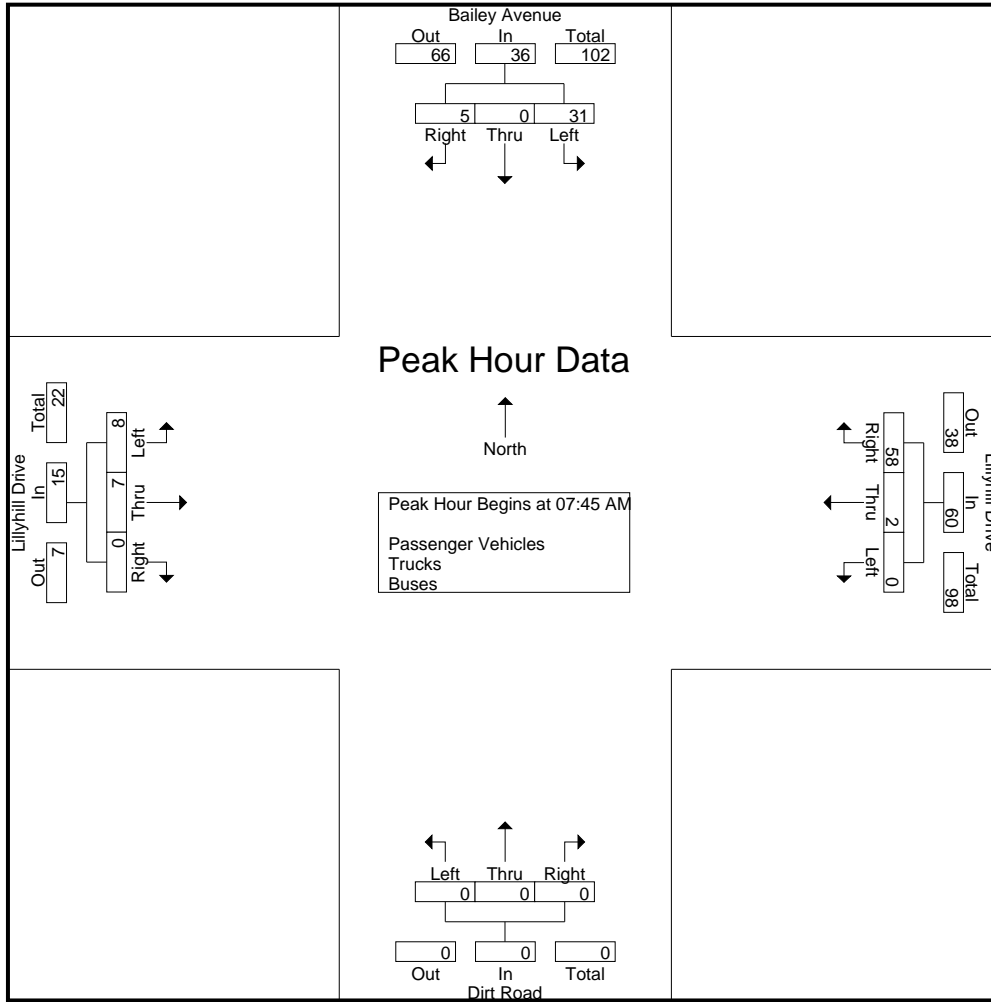 Bailey Avenue
Out In Total
66 36 102
5 0 31
Right Thru Left
Peak Hour Data
North
Peak Hour Begins at 07:45 AM
Passenger Vehicles
Trucks
Buses
Lillyhill Drive
Total In Out
22 15 7
8 7 0
Left Thru Right
Lillyhill Drive
Out In Total
38 60 98
58 2 0
Right Thru Left
Left Thru Right
0 0 0
0 0 0
Out In Total
Dirt Road